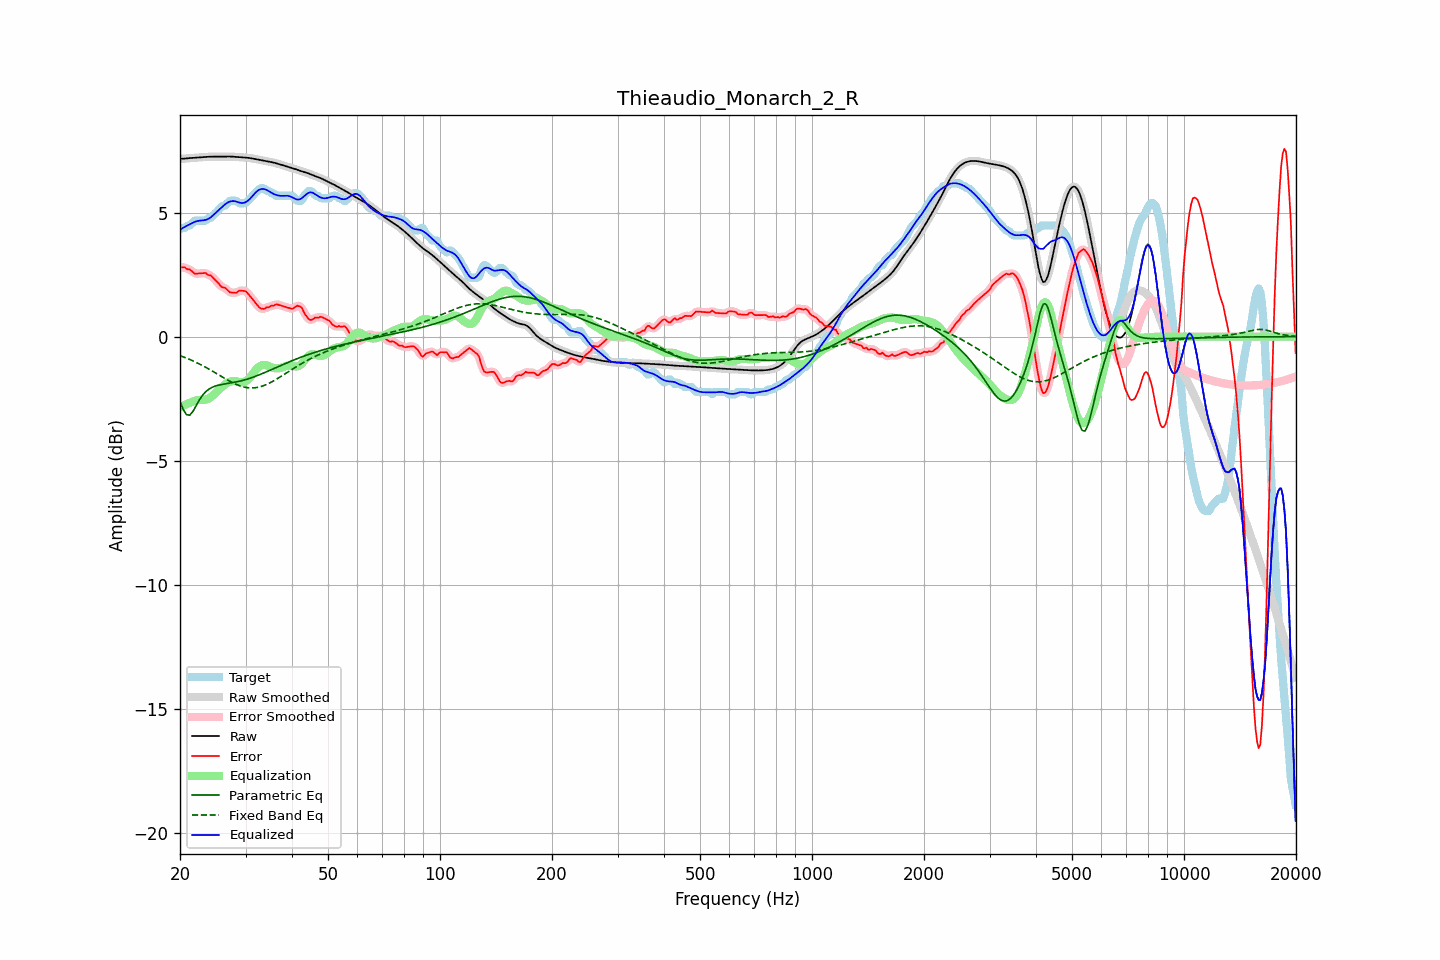 Thieaudio_Monarch_2_R
Amplitude (dBr)
5
0
−5
−10
−15
−20
Target
Raw Smoothed
Error Smoothed
Raw
Error
Equalization
Parametric Eq
Fixed Band Eq
Equalized
20 50 100 200 500 1000 2000 5000 10000 20000
Frequency (Hz)